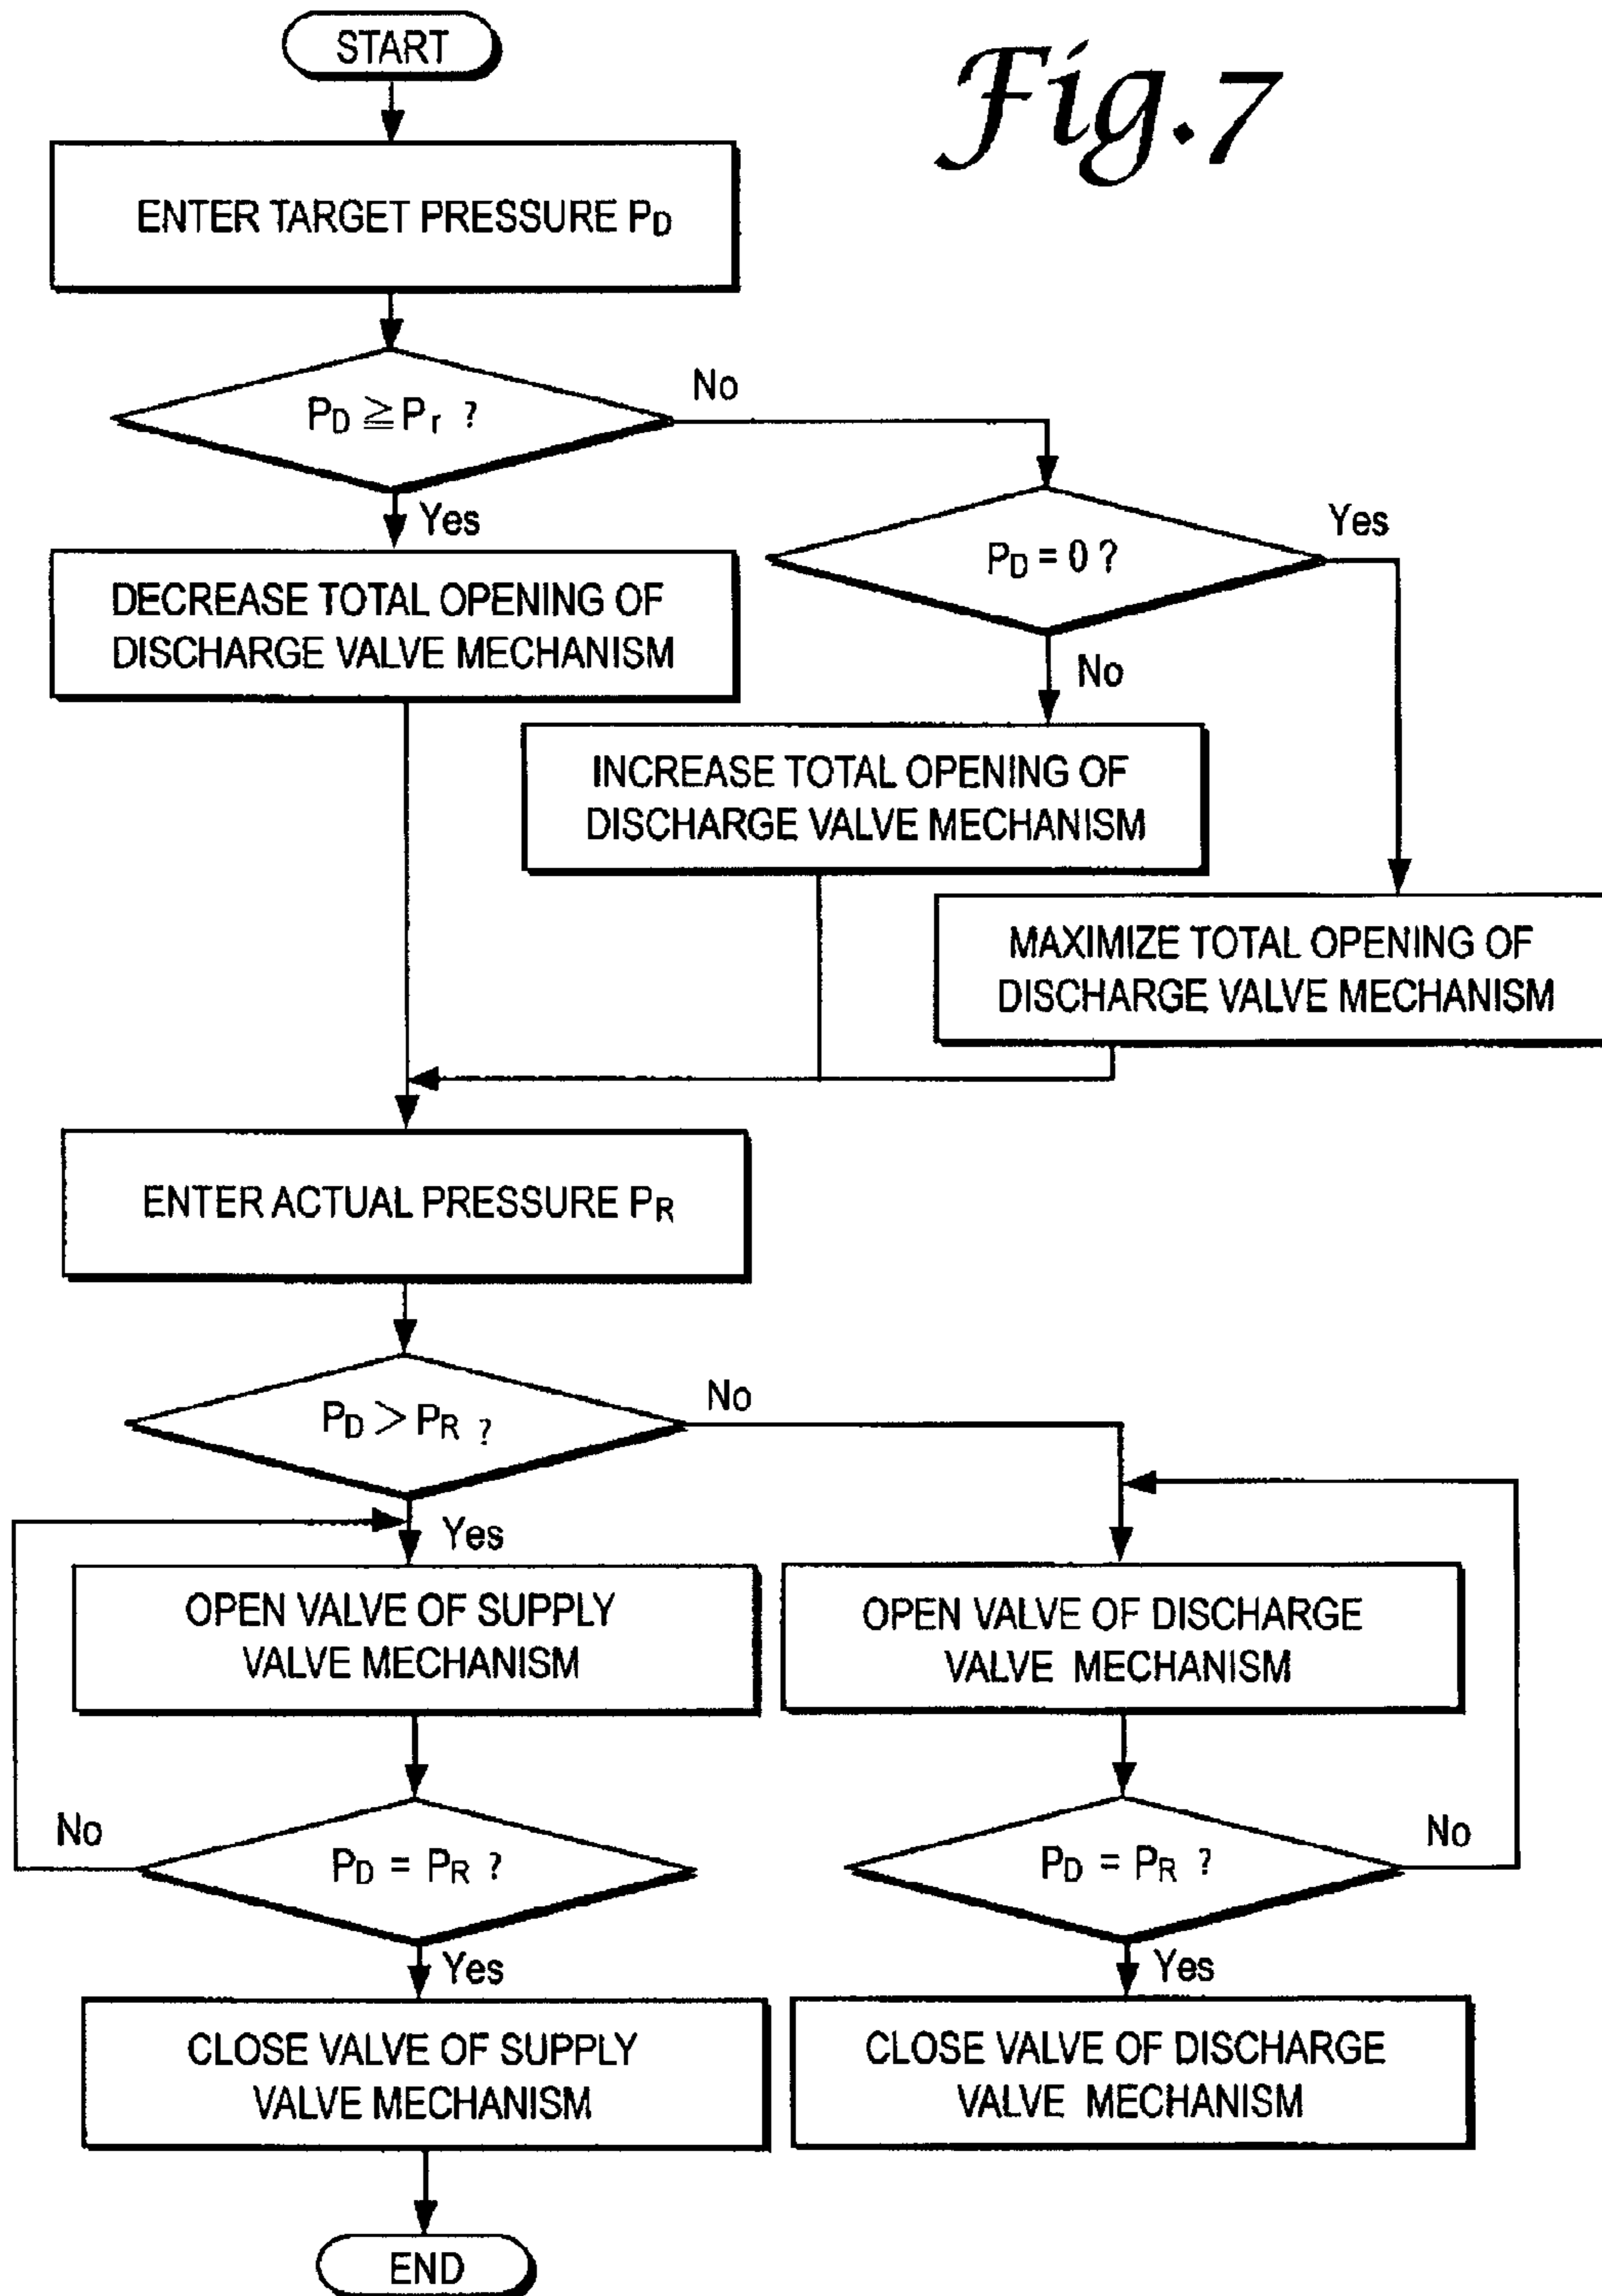 START
Fig.7
ENTER TARGET PRESSURE PD
PD ≧ Pr ?
No
Yes
PD = 0 ?
Yes
No
DECREASE TOTAL OPENING OF
DISCHARGE VALVE MECHANISM
INCREASE TOTAL OPENING OF
DISCHARGE VALVE MECHANISM
MAXIMIZE TOTAL OPENING OF
DISCHARGE VALVE MECHANISM
ENTER ACTUAL PRESSURE PR
PD > PR ?
No
Yes
OPEN VALVE OF SUPPLY
VALVE MECHANISM
OPEN VALVE OF DISCHARGE
VALVE MECHANISM
No
PD = PR ?
PD = PR ?
No
Yes
Yes
CLOSE VALVE OF SUPPLY
VALVE MECHANISM
CLOSE VALVE OF DISCHARGE
VALVE MECHANISM
END